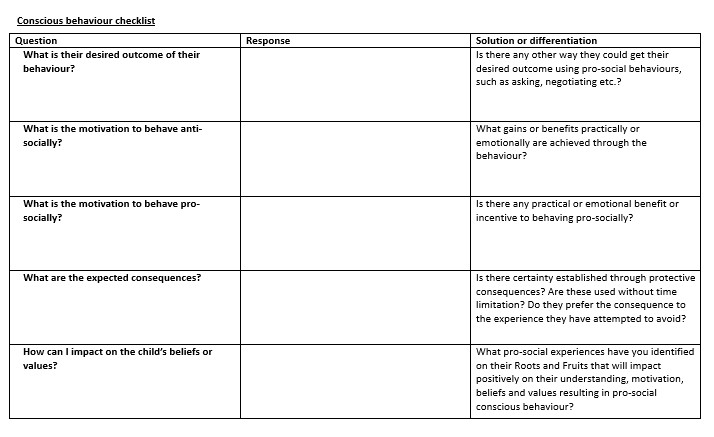 Conscious behaviour checklist
Question Response Solution or differentiation
What is their desired outcome of their
behaviour?
Is there any other way they could get their
desired outcome using pro-social behaviours,
such as asking, negotiating etc.?
What is the motivation to behave anti-
socially?
What gains or benefits practically or
emotionally are achieved through the
behaviour?
What is the motivation to behave pro-
socially?
Is there any practical or emotional benefit or
incentive to behaving pro-socially?
What are the expected consequences?
Is there certainty established through protective
consequences? Are these used without time
limitation? Do they prefer the consequence to
the experience they have attempted to avoid?
How can I impact on the child's beliefs or
values?
What pro-social experiences have you identified
on their Roots and Fruits that will impact
positively on their understanding, motivation,
beliefs and values resulting in pro-social
conscious behaviour?